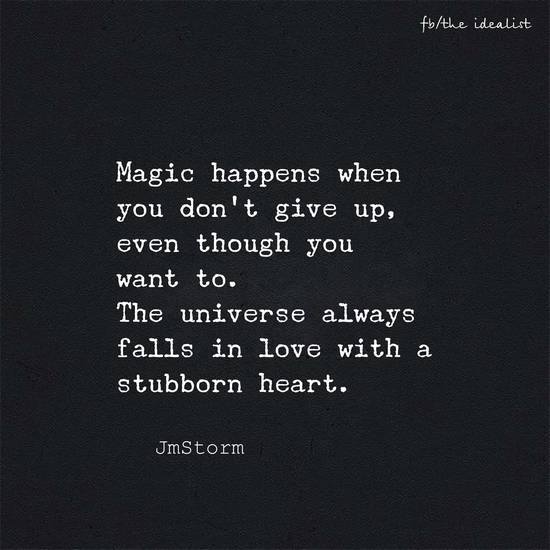 fb/the idealist
Magic happens when
you don't give up,
even though you
want to.
The universe always
falls in love with a
stubborn heart.
JmStorm